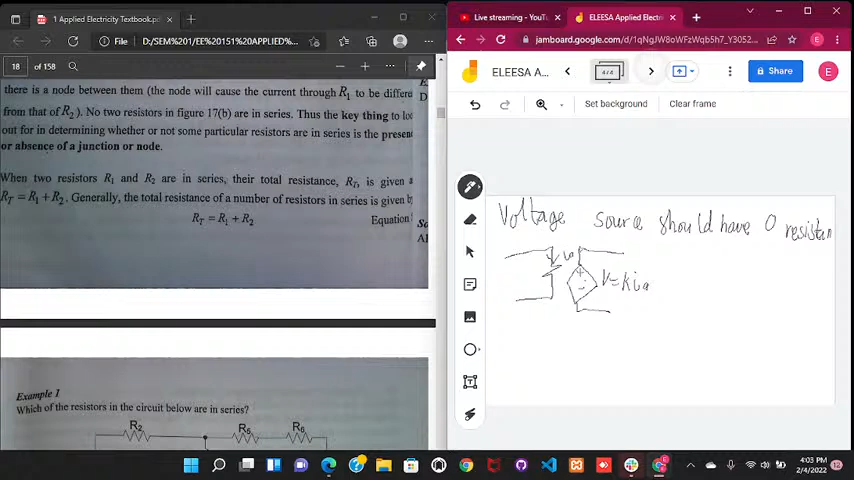 1 Applied Electricity Textbook.pd
File
D:/SEM%201/EE%20151%20APPLIED%...
18 of 158
there is a node between them (the node will cause the current through R1 to be differe
from that of R2). No two resistors in figure 17(b) are in series. Thus the key thing to loo
out for in determining whether or not some particular resistors are in series is the presen
or absence of a junction or node.
When two resistors R1 and R2 are in series, their total resistance, RT, is given a
RT = R1 + R2. Generally, the total resistance of a number of resistors in series is given by
RT = R1 + R2
Equation
Example 1
Which of the resistors in the circuit below are in series?
R2
R5
R6
Live streaming - YouT
ELEESA Applied Electri
jamboard.google.com/d/1qNgJW8oWFzWqb5h7_Y3052...
E
ELEESA A...
4/4
Share
E
Set background
Clear frame
Voltage source should have 0 resistan
V=kia
4:03 PM
2/4/2022